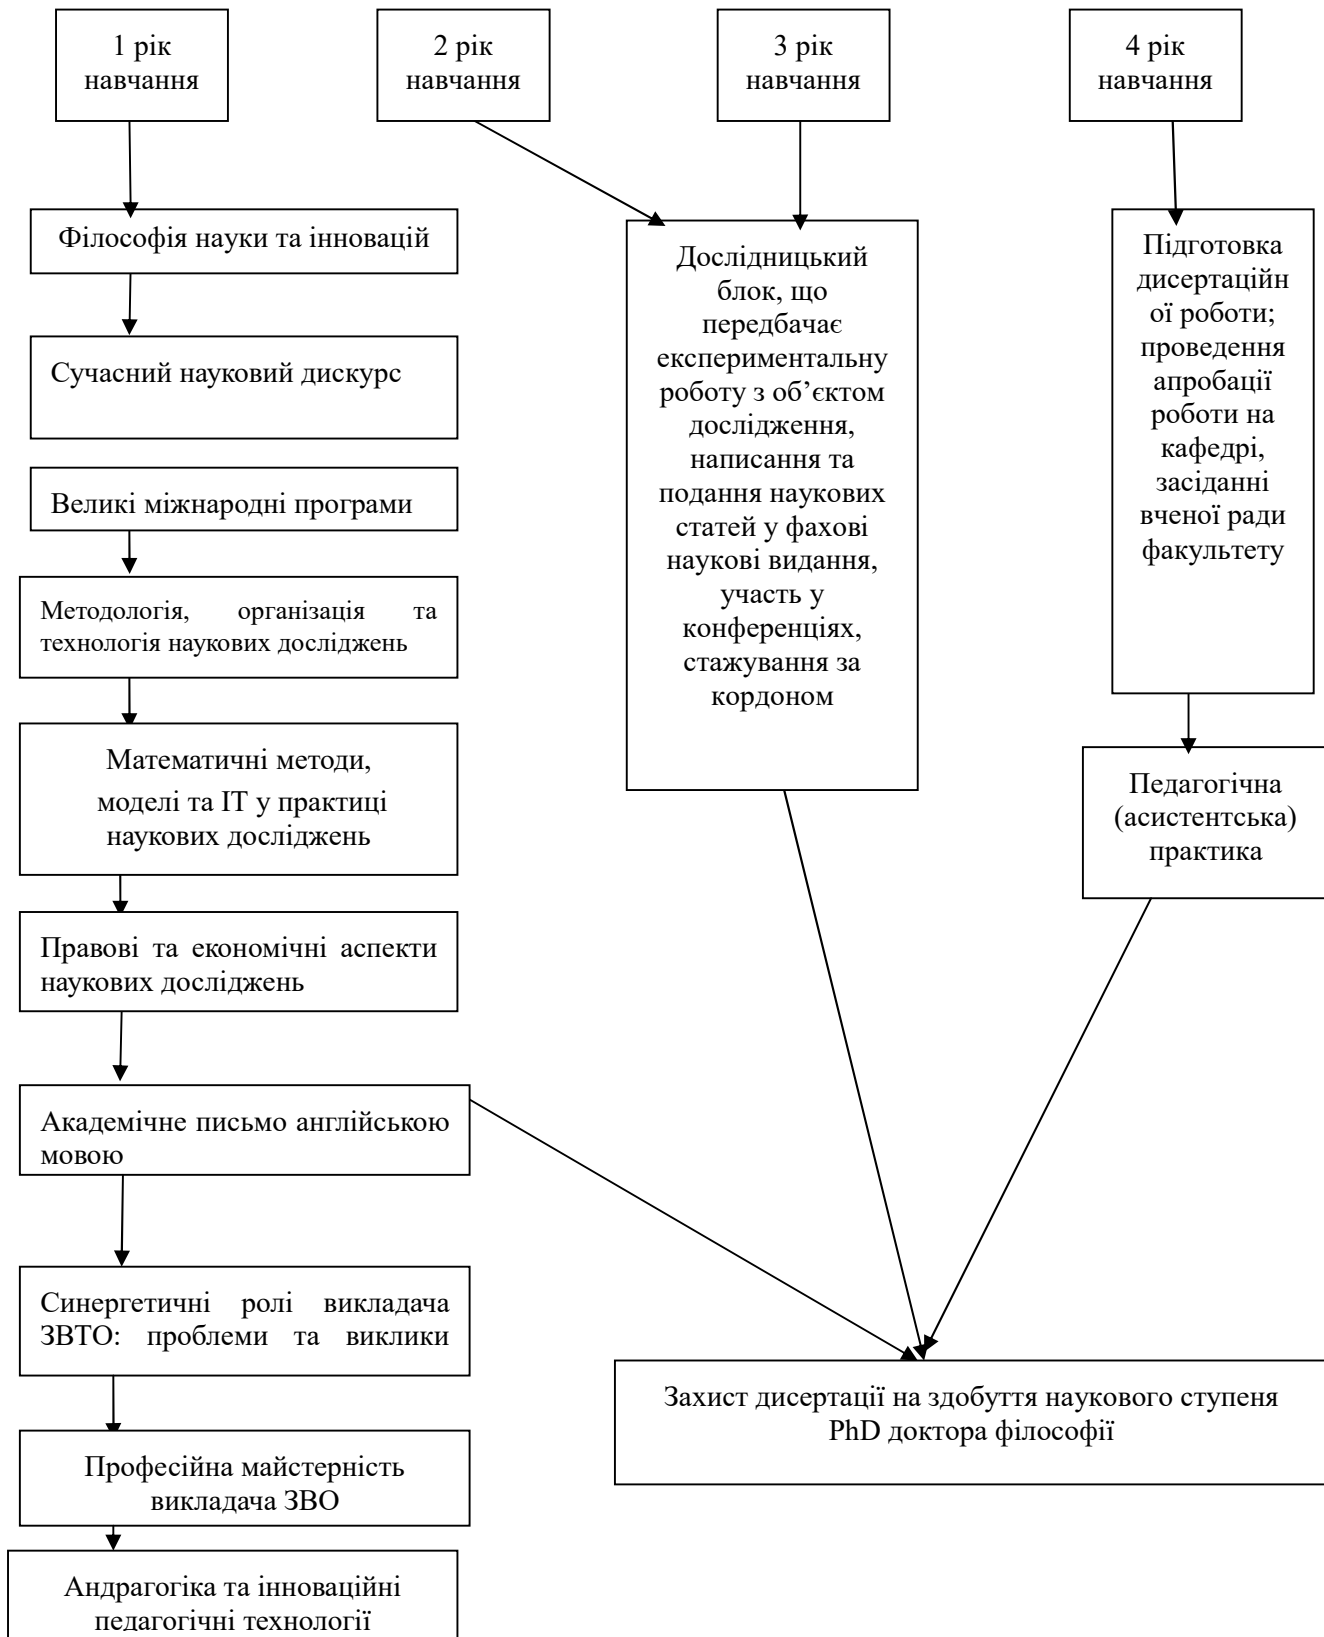 1 рік
навчання
2 рік
навчання
3 рік
навчання
4 рік
навчання
Філософія науки та інновацій
Сучасний науковий дискурс
Великі міжнародні програми
Методологія, організація та
технологія наукових досліджень
Математичні методи,
моделі та ІТ у практиці
наукових досліджень
Правові та економічні аспекти
наукових досліджень
Академічне письмо англійською
мовою
Синергетичні ролі викладача
ЗВТО: проблеми та виклики
Професійна майстерність
викладача ЗВО
Андрагогіка та інноваційні
педагогічні технології
Дослідницький
блок, що
передбачає
експериментальну
роботу з об’єктом
дослідження,
написання та
подання наукових
статей у фахові
наукові видання,
участь у
конференціях,
стажування за
кордоном
Підготовка
дисертаційн
ої роботи;
проведення
апробації
роботи на
кафедрі,
засіданні
вченої ради
факультету
Педагогічна
(асистентська)
практика
Захист дисертації на здобуття наукового ступеня
PhD доктора філософії